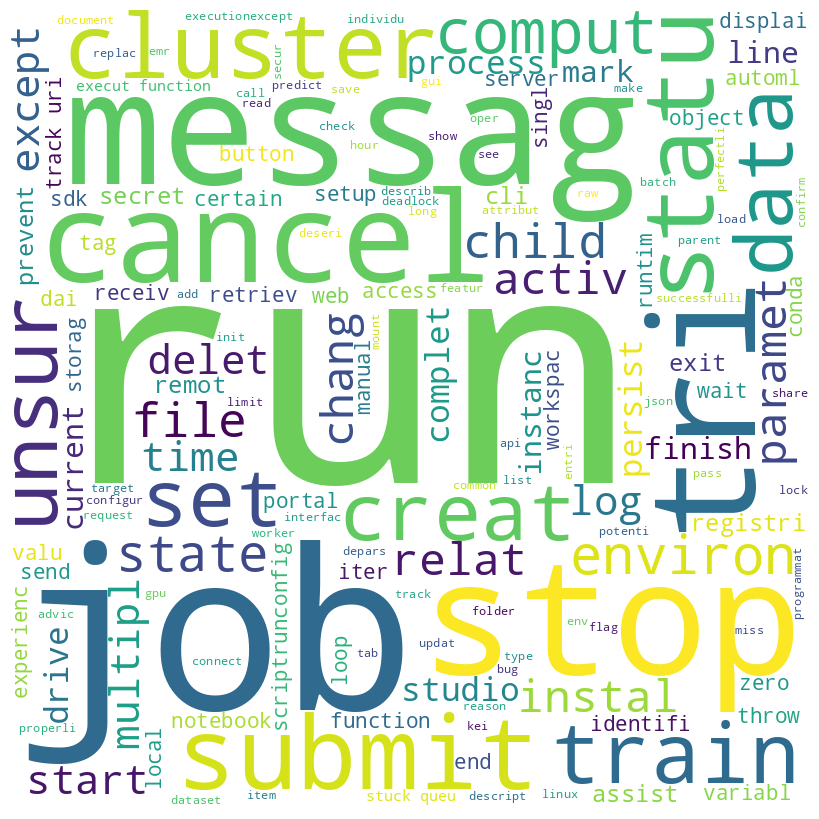 document
executionexcept
individu
displai
cluster
comput
replac
emr
secur
process
line
except
execut function
call
predict
save
gui
server
mark
make
automl
messag
read
check
hour
oper
show
see
singl
object
statu
data
track uri
button
perfectli
prevent
sdk
secret
certain
setup
describ
deadlock
cli
raw
batch
confirm
cancel
long
attribut
load
tag
deseri
child
runtim
parent
dai
receiv
add
retriev
web
access
featur
activ
successfulli
tri
paramet
conda
unsur
storag
run
init
mount
delet
chang
manual
complet
instanc
workspac
persist
exit
wait
json
share
remot
limit
file
current
time
api
list
entri
finish
pass
lock
target
configur
request
set
portal
interfac
worker
common
creat
log
potenti
registri
valu
send
state
depars
iter
relat
environ
programmat
job
stop
experienc
advic
gpu
multipl
scriptrunconfig
track
folder
env
flag
miss
drive
connect
loop
tab
updat
type
bug
studio
reason
instal
zero
properli
notebook
function
kei
identifi
throw
local
submit
end
train
start
dataset
item
stuck queu
descript
linux
assist
variabl